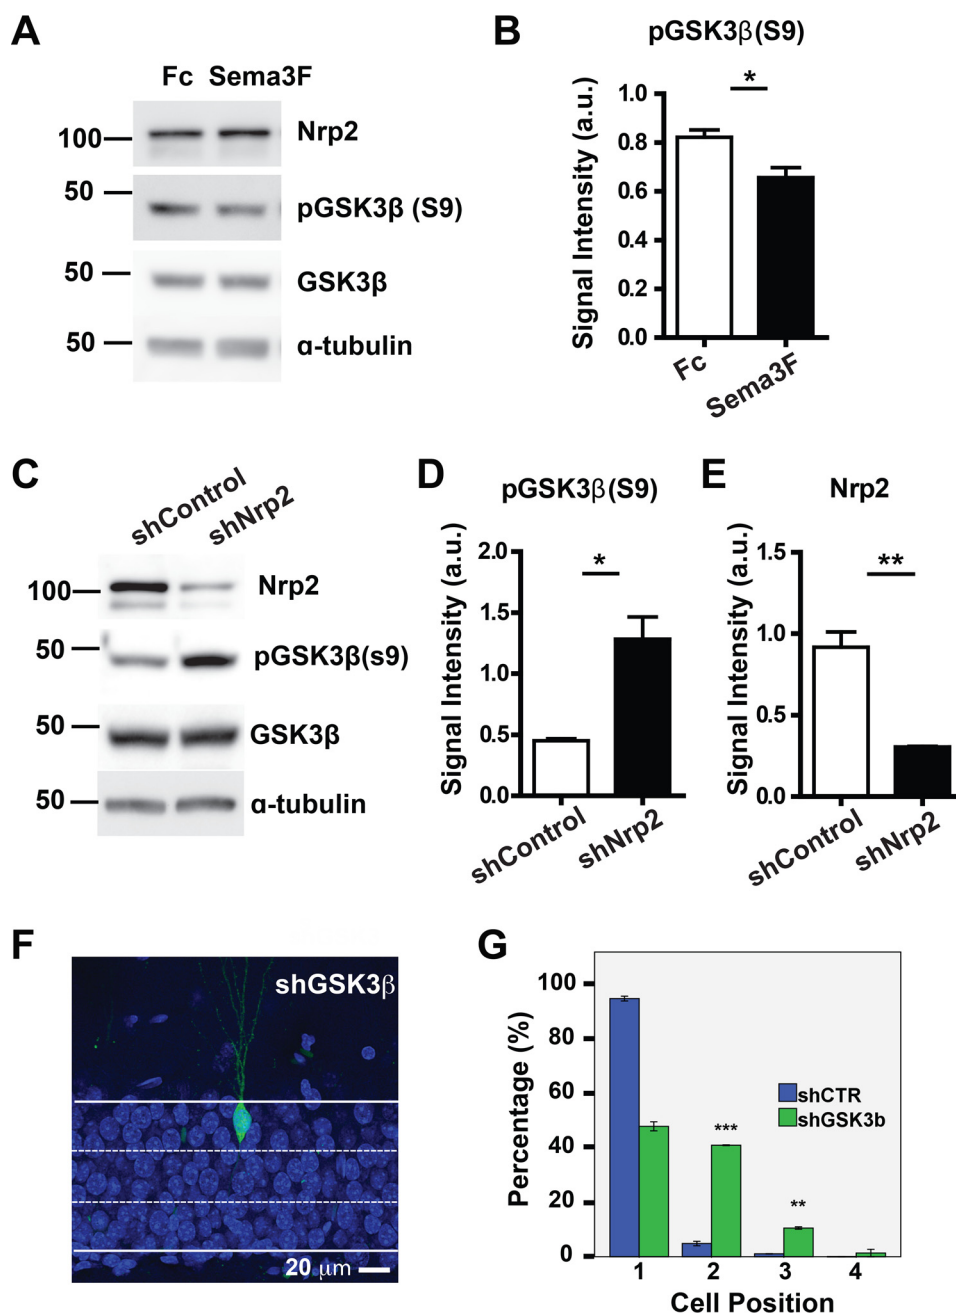 A
Fc Sema3F
100
Nrp2
50
pGSK3β (S9)
50
GSK3β
50
α-tubulin
B
pGSK3β(S9)
*
Signal Intensity (a.u.)
1.0
0.8
0.6
0.4
0.2
0.0
Fc
Sema3F
C
shControl
shNrp2
100
Nrp2
50
pGSK3β(s9)
50
GSK3β
50
α-tubulin
D
pGSK3β(S9)
*
Signal Intensity (a.u.)
2.0
1.5
1.0
0.5
0.0
shControl
shNrp2
E
Nrp2
**
Signal Intensity (a.u.)
1.5
1.0
0.5
0.0
shControl
shNrp2
F
shGSK3β
20 μm
G
Percentage (%)
100
80
60
40
20
0
shCTR
shGSK3b
***
**
1 2 3 4
Cell Position